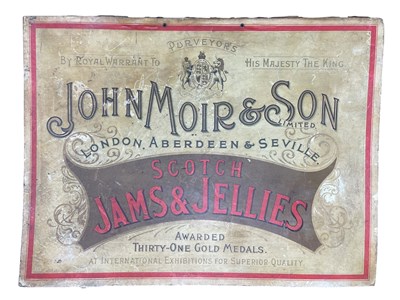 PURVEYORS
BY ROYAL WARRANT TO HIS MAJESTY THE KING
JOHN MOIR & SON
LIMITED
LONDON, ABERDEEN & SEVILLE,
SCOTCH
JAMS & JELLIES
AWARDED
THIRTY-ONE GOLD MEDALS.
AT INTERNATIONAL EXHIBITIONS FOR SUPERIOR QUALITY